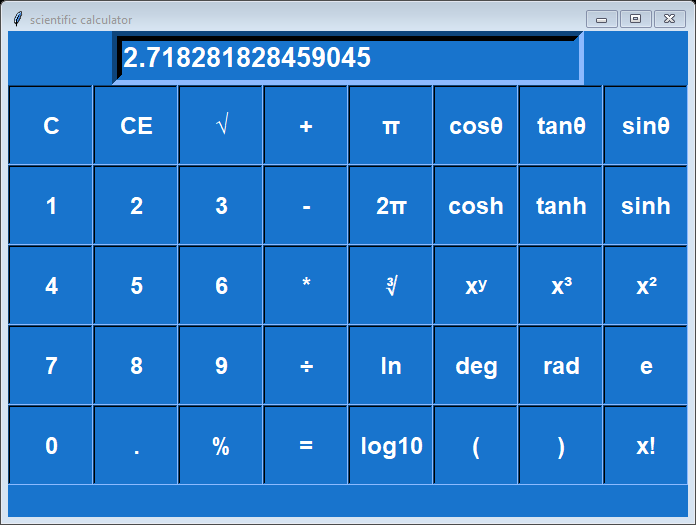 scientific calculator
2.718281828459045
C CE √ + π cosθ tanθ sinθ
1 2 3 - 2π cosh tanh sinh
4 5 6 * ∛ xʸ x³ x²
7 8 9 ÷ ln deg rad e
0 . % = log10 ( ) x!